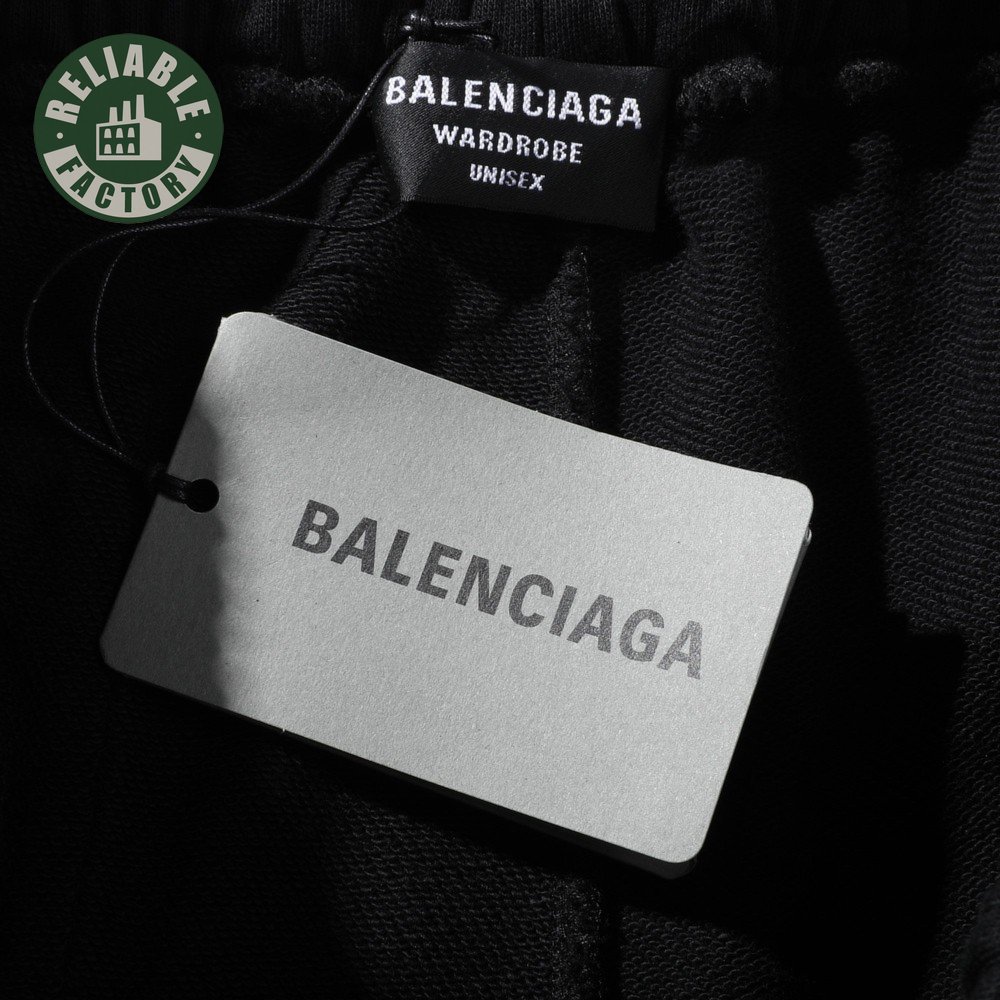 RELIABLE
FACTORY
BALENCIAGA
WARDROBE
UNISEX
BALENCIAGA